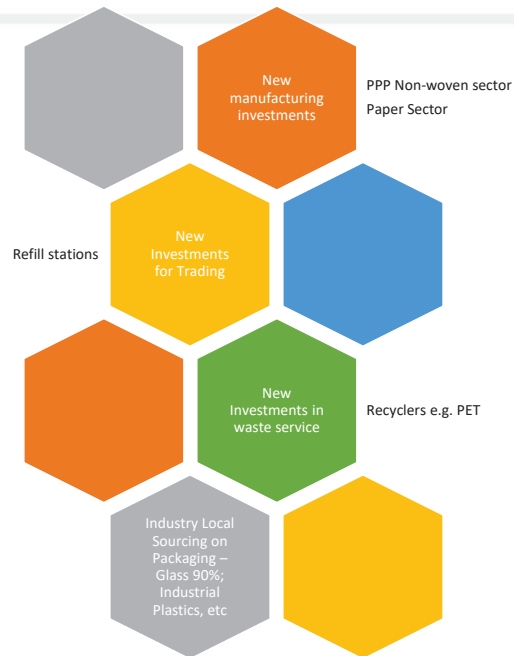 New
manufacturing
investments
PPP Non-woven sector
Paper Sector
Refill stations
New
Investments
for Trading
New
Investments in
waste service
Recyclers e.g. PET
Industry Local
Sourcing on
Packaging –
Glass 90%;
Industrial
Plastics, etc